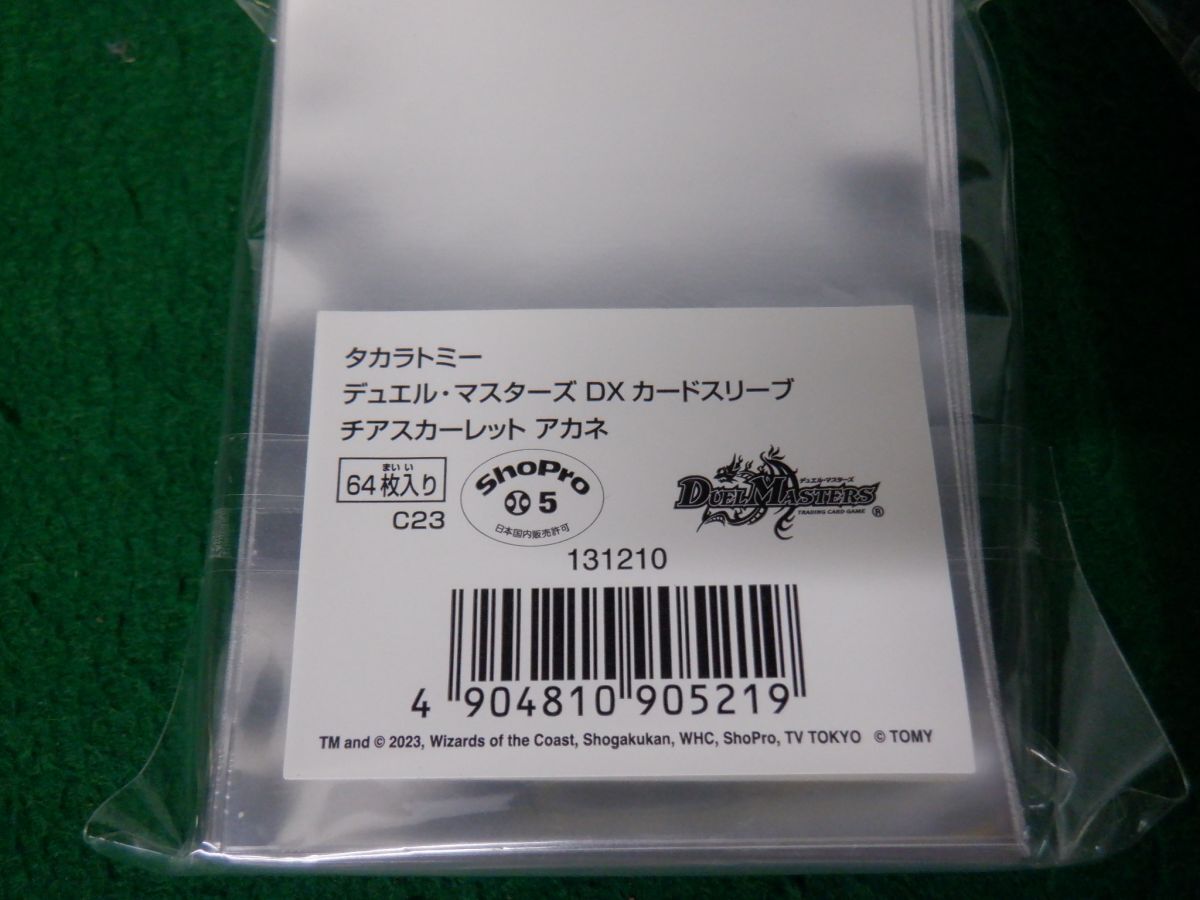 タカラトミー
デュエル・マスターズ DX カードスリーブ
チアスカーレット アカネ
まいい
64枚入り
C23
ShoPro
5
日本国内販売許可
デュエル・マスターズ
DUEL MASTERS
TRADING CARD GAME ®
131210
4 904810 905219
TM and © 2023, Wizards of the Coast, Shogakukan, WHC, ShoPro, TV TOKYO © TOMY